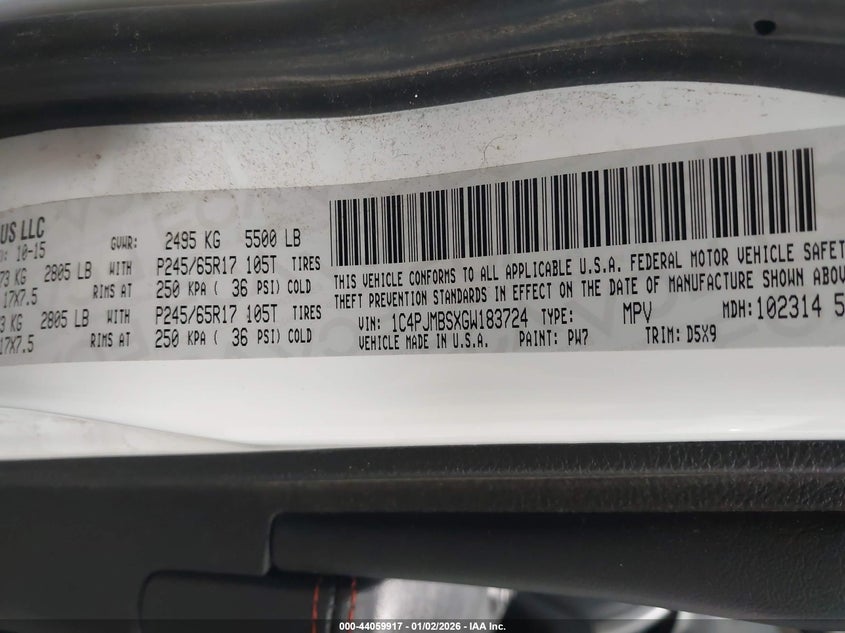 US LLC
: 10-15
GVWR: 2495 KG 5500 LB
73 KG 2805 LB WITH P245/65R17 105T TIRES
17X7.5 RIMS AT 250 KPA ( 36 PSI) COLD
3 KG 2805 LB WITH P245/65R17 105T TIRES
17X7.5 RIMS AT 250 KPA ( 36 PSI) COLD
THIS VEHICLE CONFORMS TO ALL APPLICABLE U.S.A. FEDERAL MOTOR VEHICLE SAFET
THEFT PREVENTION STANDARDS IN EFFECT ON THE DATE OF MANUFACTURE SHOWN ABOV
VIN: 1C4PJMBSXGW183724 TYPE: MPV MDH: 102314 5
VEHICLE MADE IN U.S.A. PAINT: PW7 TRIM: D5X9
000-44059917 - 01/02/2026 - IAA Inc.